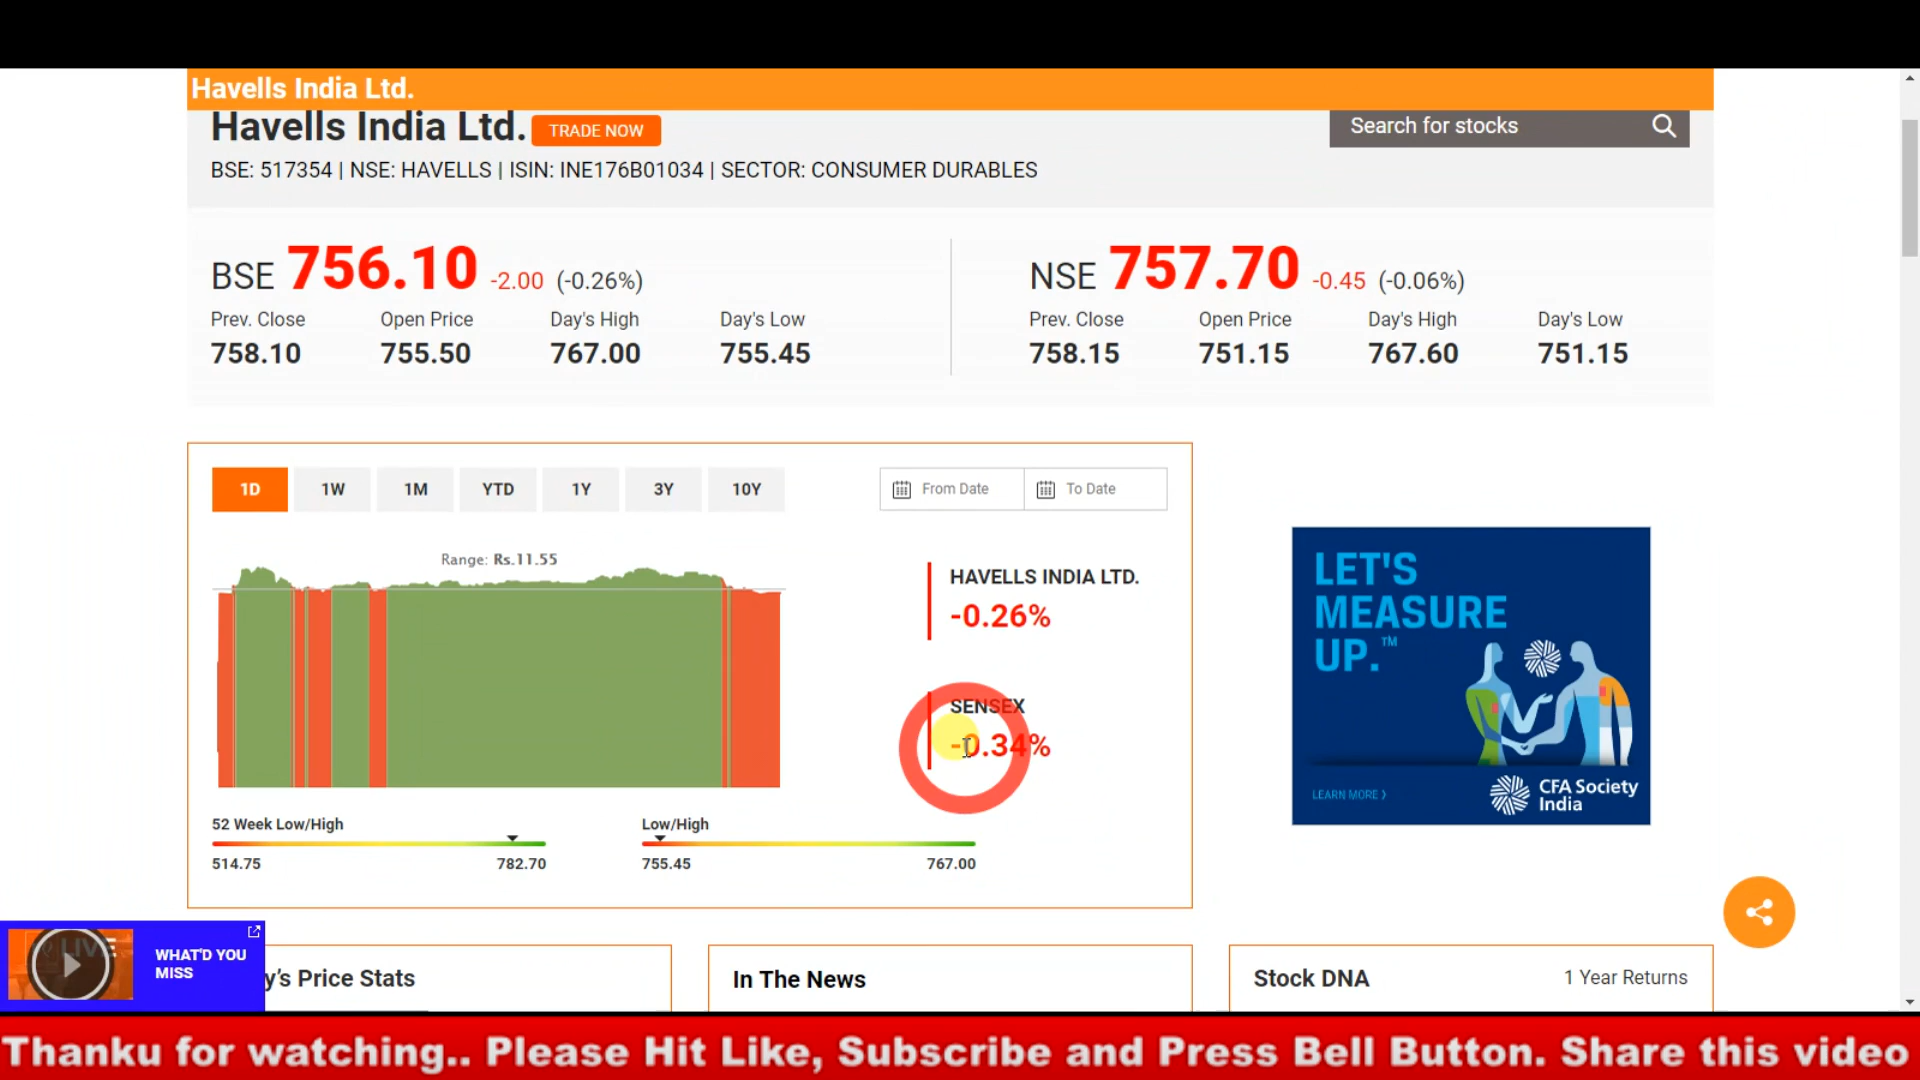 Havells India Ltd.
Havells India Ltd. TRADE NOW
Search for stocks
BSE: 517354 | NSE: HAVELLS | ISIN: INE176B01034 | SECTOR: CONSUMER DURABLES
BSE 756.10 -2.00 (-0.26%)
Prev. Close Open Price Day's High Day's Low
758.10 755.50 767.00 755.45
NSE 757.70 -0.45 (-0.06%)
Prev. Close Open Price Day's High Day's Low
758.15 751.15 767.60 751.15
1D 1W 1M YTD 1Y 3Y 10Y
From Date To Date
Range: Rs.11.55
HAVELLS INDIA LTD.
-0.26%
SENSEX
-0.34%
52 Week Low/High
514.75 782.70
Low/High
755.45 767.00
LET'S
MEASURE
UP.™
LEARN MORE ❯
CFA Society
India
WHAT'D YOU
MISS
y's Price Stats
In The News
Stock DNA 1 Year Returns
Thanku for watching.. Please Hit Like, Subscribe and Press Bell Button. Share this video